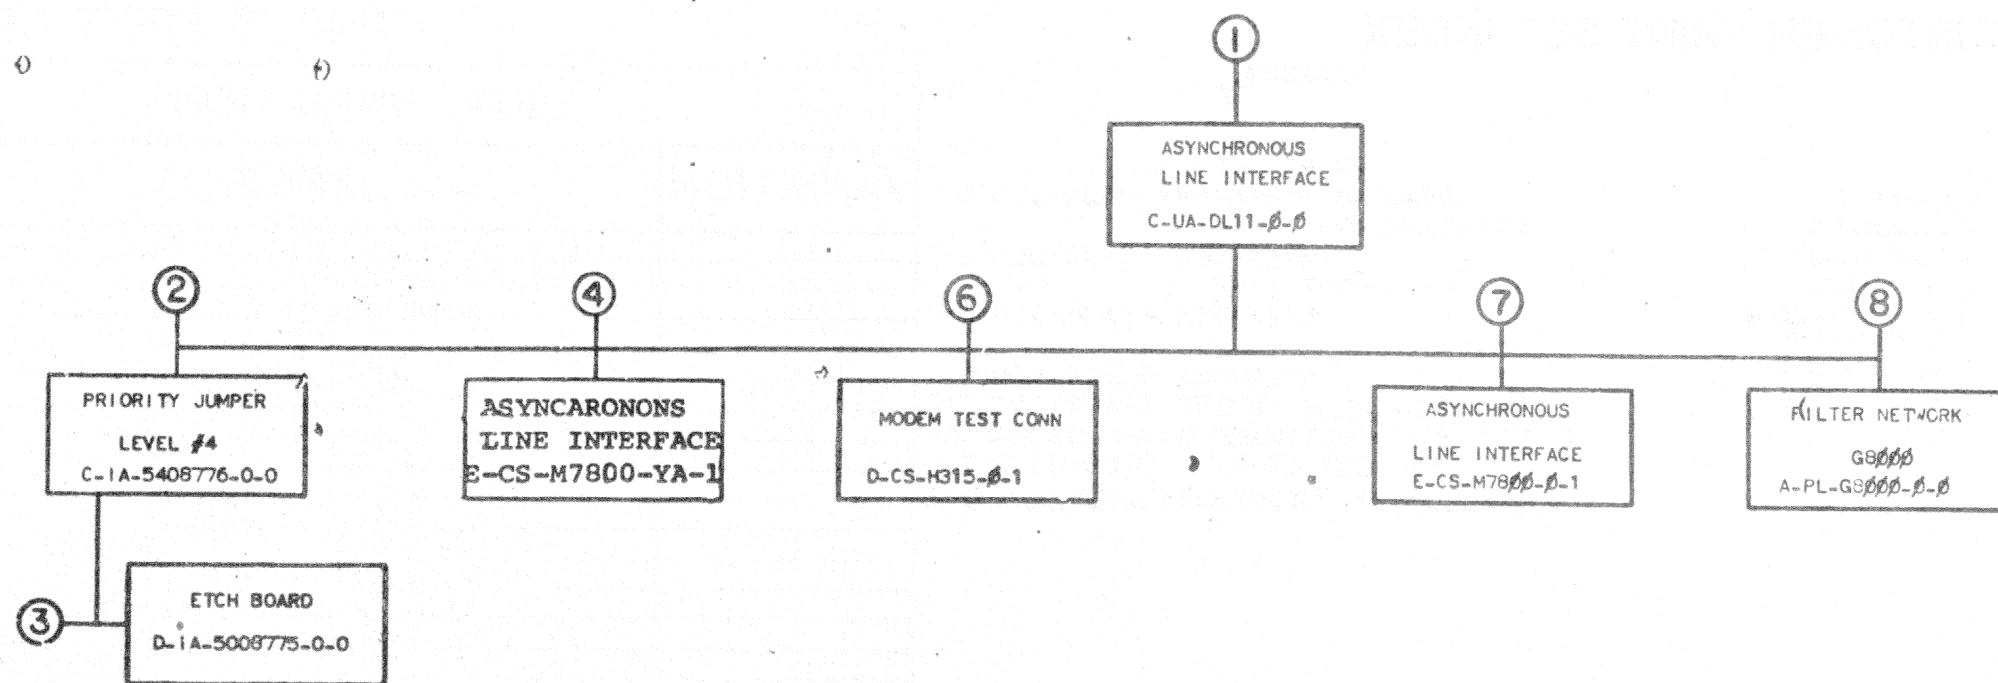 1
ASYNCHRONOUS
LINE INTERFACE
C-UA-DL11-Ø-Ø
2
4
6
7
8
PRIORITY JUMPER
LEVEL #4
C-IA-5408776-0-0
ASYNCARONONS
LINE INTERFACE
E-CS-M7800-YA-1
MODEM TEST CONN
D-CS-H315-Ø-1
ASYNCHRONOUS
LINE INTERFACE
E-CS-M78ØØ-Ø-1
FILTER NETWORK
G8ØØØ
A-PL-G8ØØØ-Ø-Ø
3
ETCH BOARD
D-IA-5008775-0-0